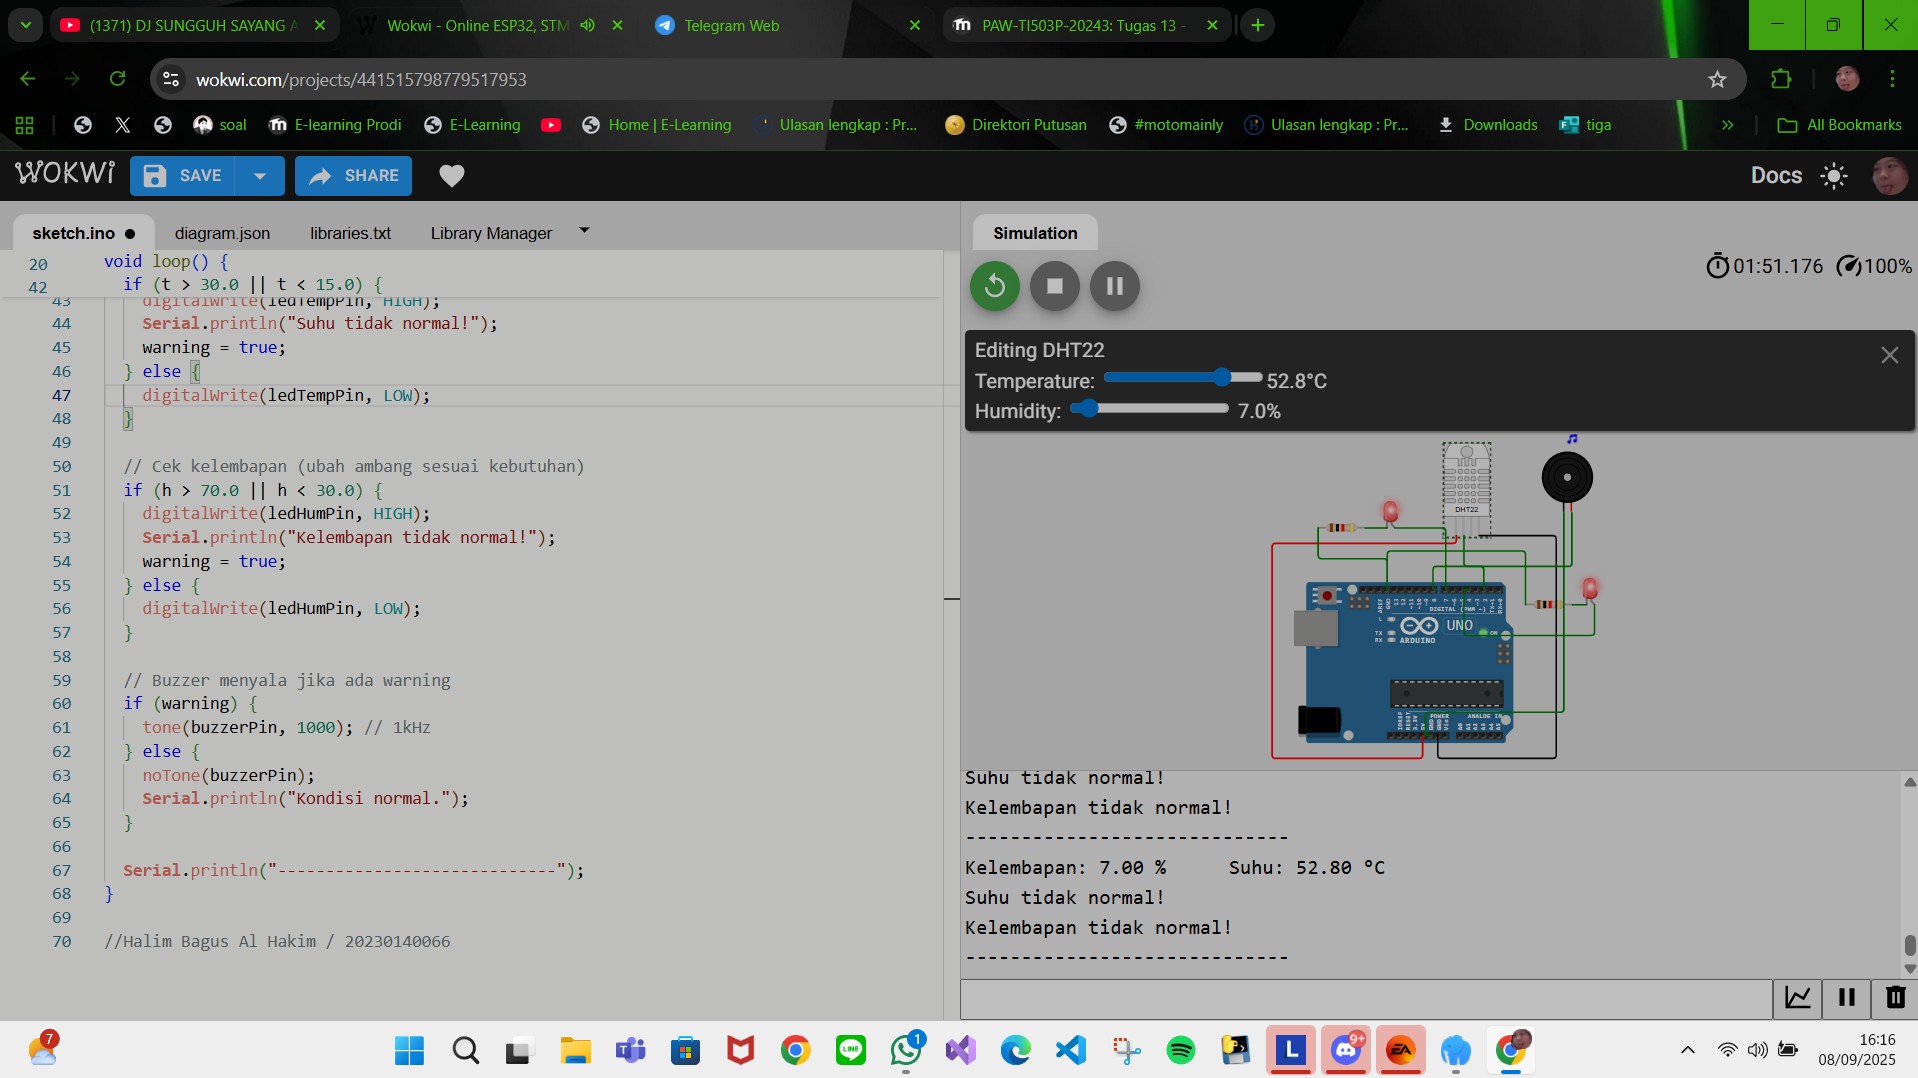 (1371) DJ SUNGGUH SAYANG A
Wokwi - Online ESP32, STM
Telegram Web
PAW-TI503P-20243: Tugas 13 -
wokwi.com/projects/441515798779517953
soal
E-learning Prodi
E-Learning
Home | E-Learning
Ulasan lengkap : Pr...
Direktori Putusan
#motomainly
Ulasan lengkap : Pr...
Downloads
tiga
All Bookmarks
WOKWI
SAVE
SHARE
Docs
sketch.ino
diagram.json
libraries.txt
Library Manager
20 void loop() {
42 if (t > 30.0 || t < 15.0) {
43 digitalWrite(ledTempPin, HIGH);
44 Serial.println("Suhu tidak normal!");
45 warning = true;
46 } else {
47 digitalWrite(ledTempPin, LOW);
48 }
49
50 // Cek kelembapan (ubah ambang sesuai kebutuhan)
51 if (h > 70.0 || h < 30.0) {
52 digitalWrite(ledHumPin, HIGH);
53 Serial.println("Kelembapan tidak normal!");
54 warning = true;
55 } else {
56 digitalWrite(ledHumPin, LOW);
57 }
58
59 // Buzzer menyala jika ada warning
60 if (warning) {
61 tone(buzzerPin, 1000); // 1kHz
62 } else {
63 noTone(buzzerPin);
64 Serial.println("Kondisi normal.");
65 }
66
67 Serial.println("-----------------------------");
68 }
69
70 //Halim Bagus Al Hakim / 20230140066
Simulation
01:51.176
100%
Editing DHT22
Temperature: 52.8°C
Humidity: 7.0%
DHT22
DIGITAL (PWM ~)
UNO
ON
L
TX
RX
ARDUINO
POWER
ANALOG IN
Suhu tidak normal!
Kelembapan tidak normal!
-----------------------------
Kelembapan: 7.00 % Suhu: 52.80 °C
Suhu tidak normal!
Kelembapan tidak normal!
-----------------------------
7
LINE
1
L
9+
EA
16:16
08/09/2025